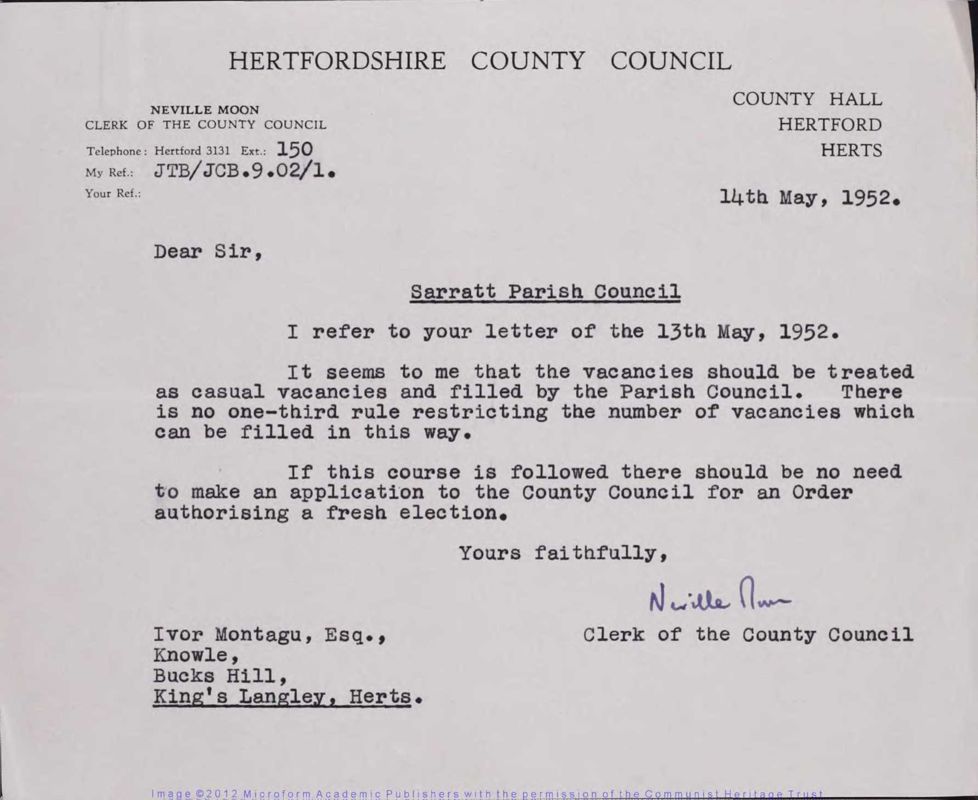 HERTFORDSHIRE COUNTY COUNCIL
NEVILLE MOON
CLERK OF THE COUNTY COUNCIL
Telephone: Hertford 3131 Ext.: 150
My Ref.: JTB/JCB.9.02/1.
Your Ref.:
COUNTY HALL
HERTFORD
HERTS
14th May, 1952.
Dear Sir,
Sarratt Parish Council
I refer to your letter of the 13th May, 1952.
It seems to me that the vacancies should be treated
as casual vacancies and filled by the Parish Council. There
is no one-third rule restricting the number of vacancies which
can be filled in this way.
If this course is followed there should be no need
to make an application to the County Council for an Order
authorising a fresh election.
Yours faithfully,
Neville Moon
Clerk of the County Council
Ivor Montagu, Esq.,
Knowle,
Bucks Hill,
King's Langley, Herts.
Image ©2012 Microform Academic Publishers with the permission of the Communist Heritage Trust